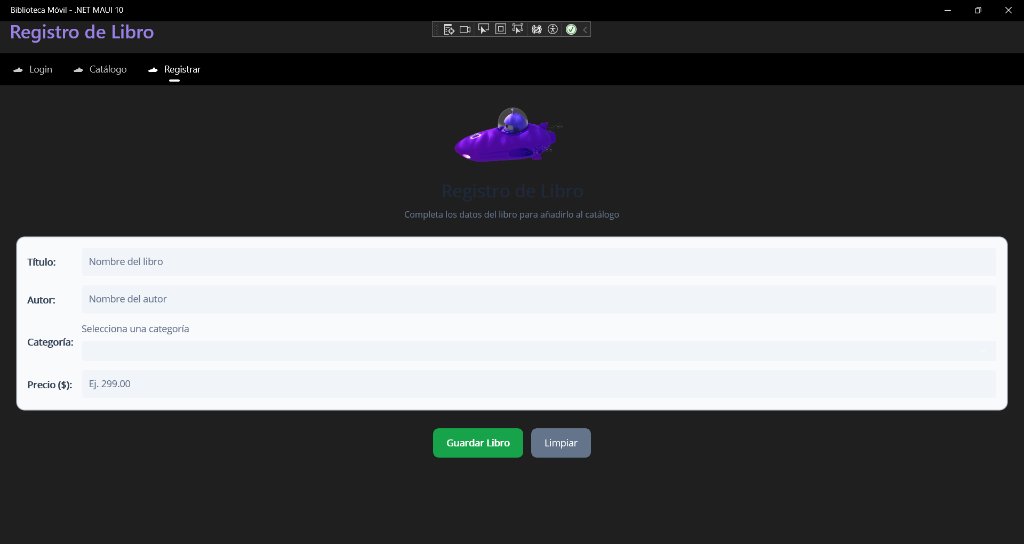 Biblioteca Móvil - .NET MAUI 10
Registro de Libro
Login Catálogo Registrar
Registro de Libro
Completa los datos del libro para añadirlo al catálogo
Título: Nombre del libro
Autor: Nombre del autor
Selecciona una categoría
Categoría:
Precio ($): Ej. 299.00
Guardar Libro Limpiar